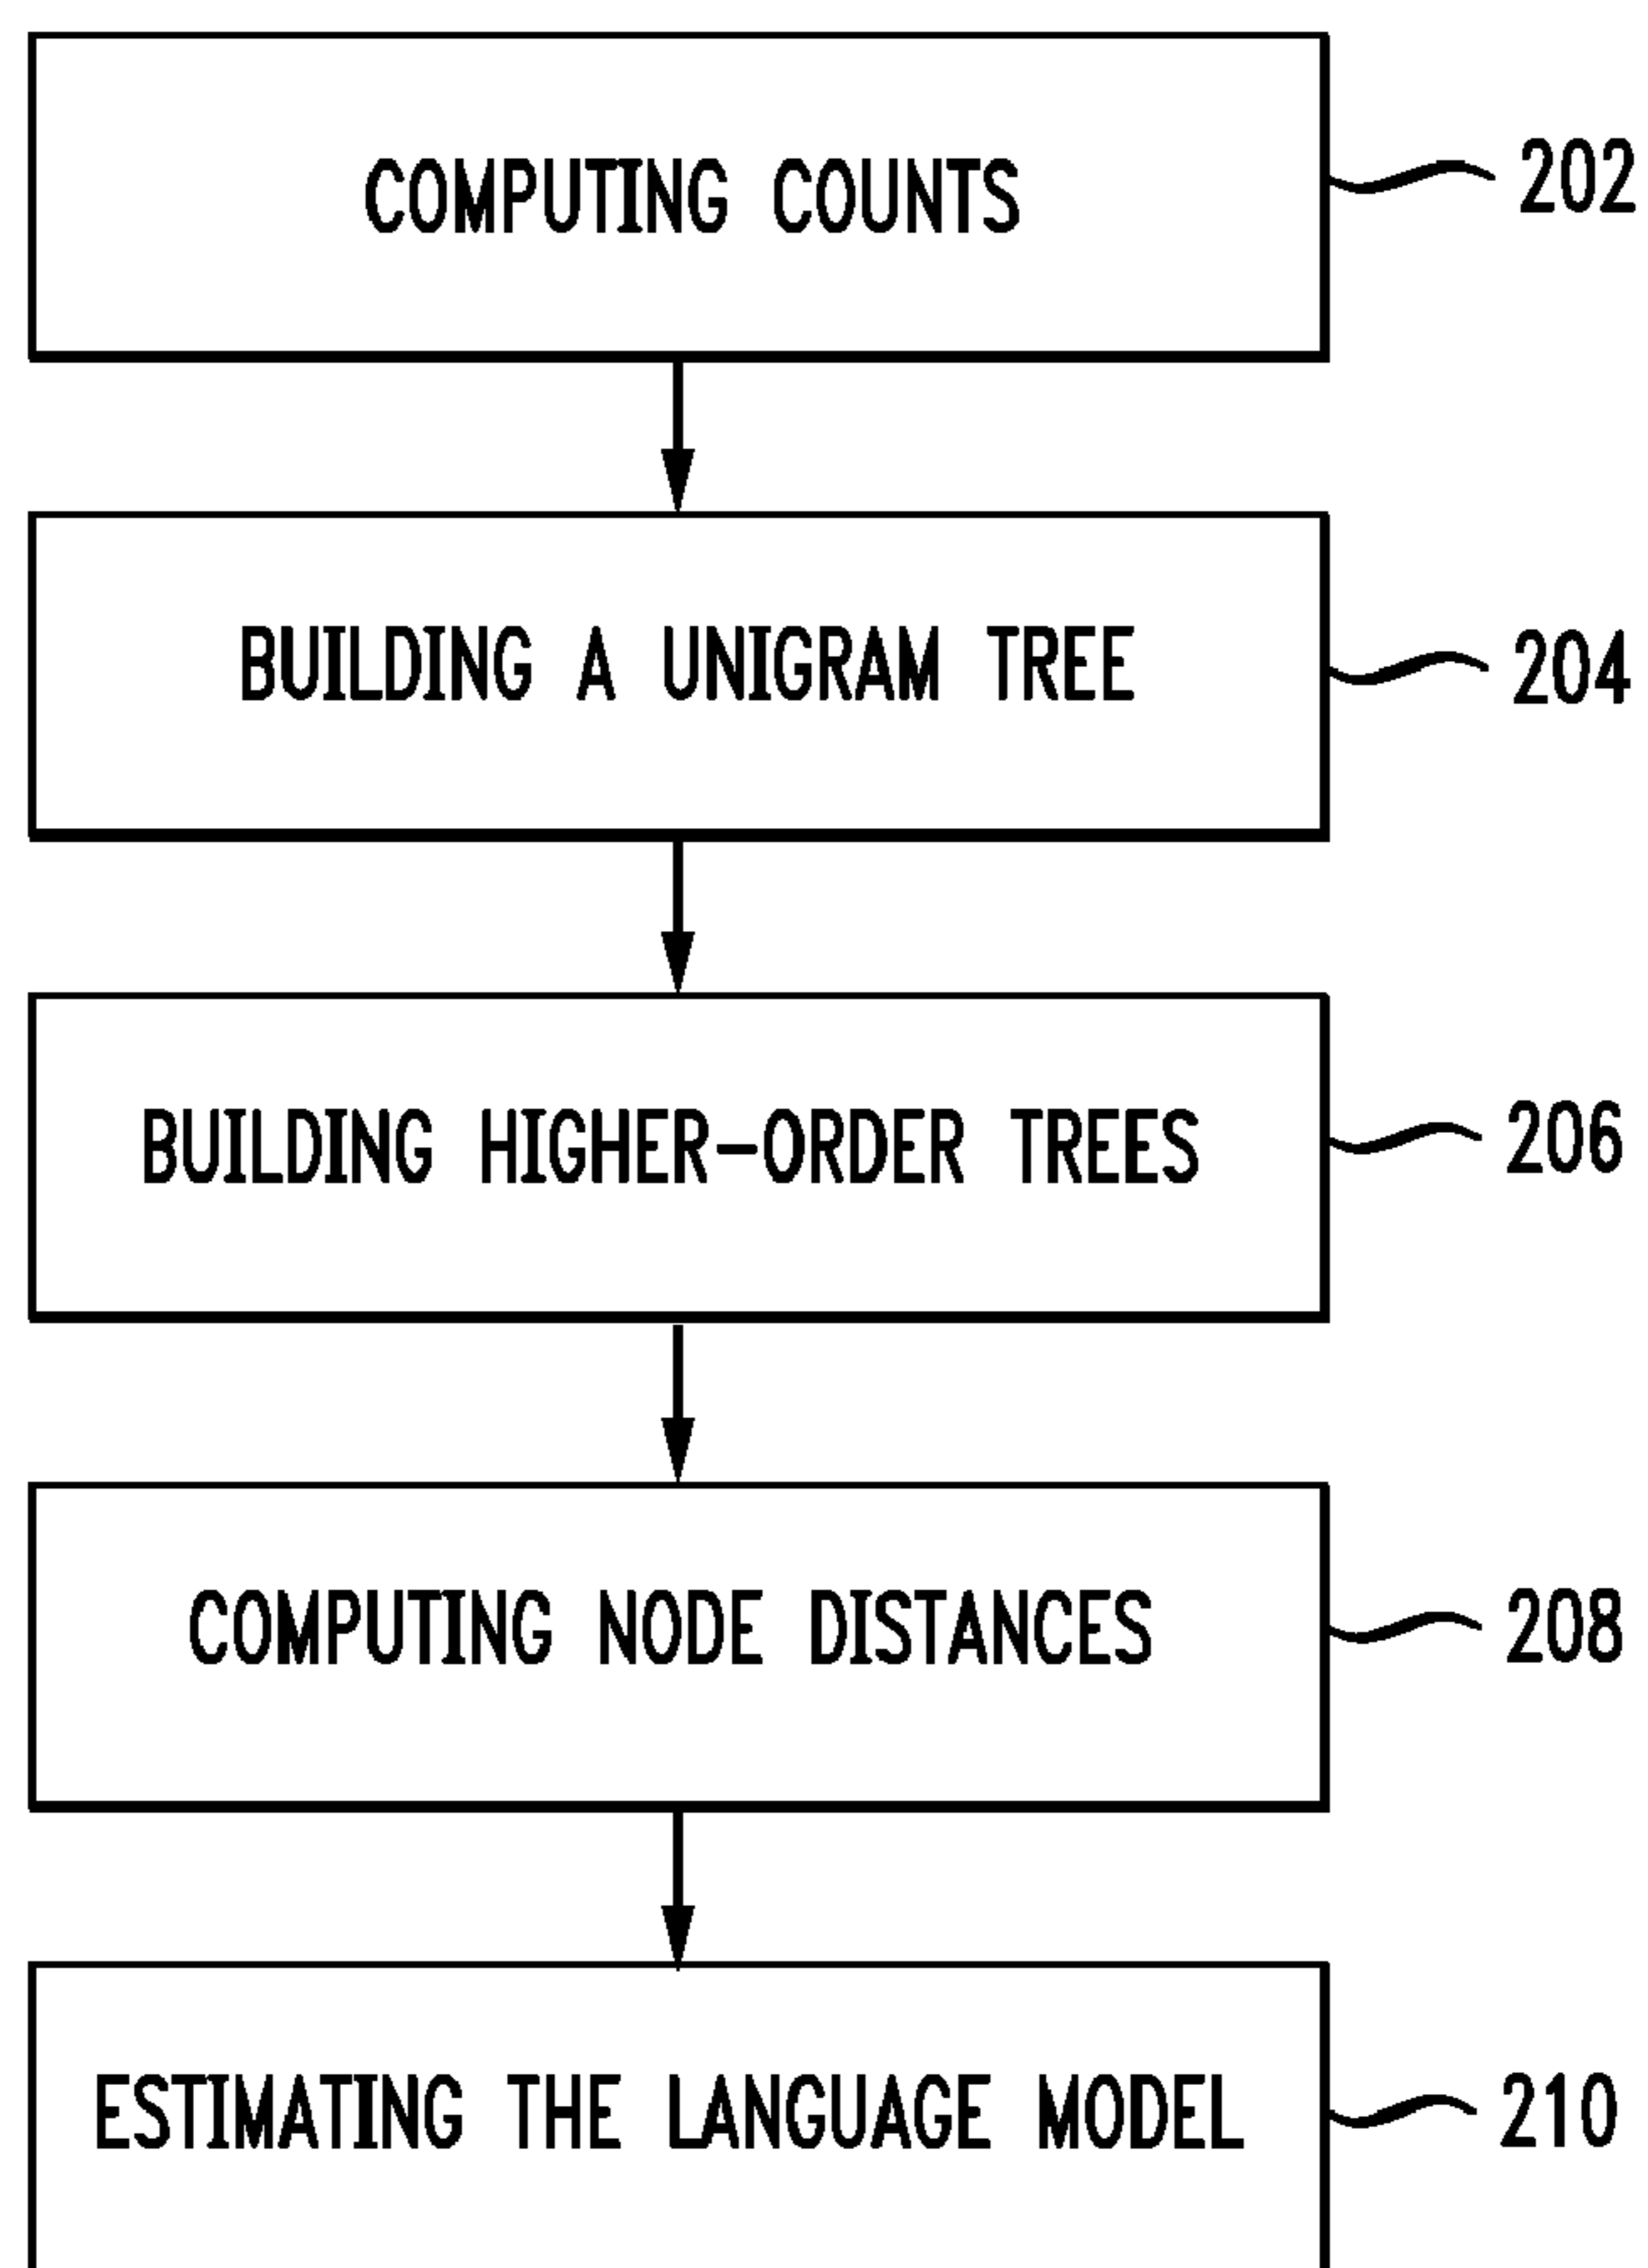 COMPUTING COUNTS 202
BUILDING A UNIGRAM TREE 204
BUILDING HIGHER-ORDER TREES 206
COMPUTING NODE DISTANCES 208
ESTIMATING THE LANGUAGE MODEL 210